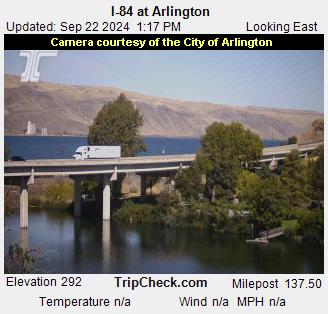 I-84 at Arlington
Updated: Sep 22 2024 1:17 PM Looking East
Camera courtesy of the City of Arlington
Elevation 292 TripCheck.com Milepost 137.50
Temperature n/a Wind n/a MPH n/a